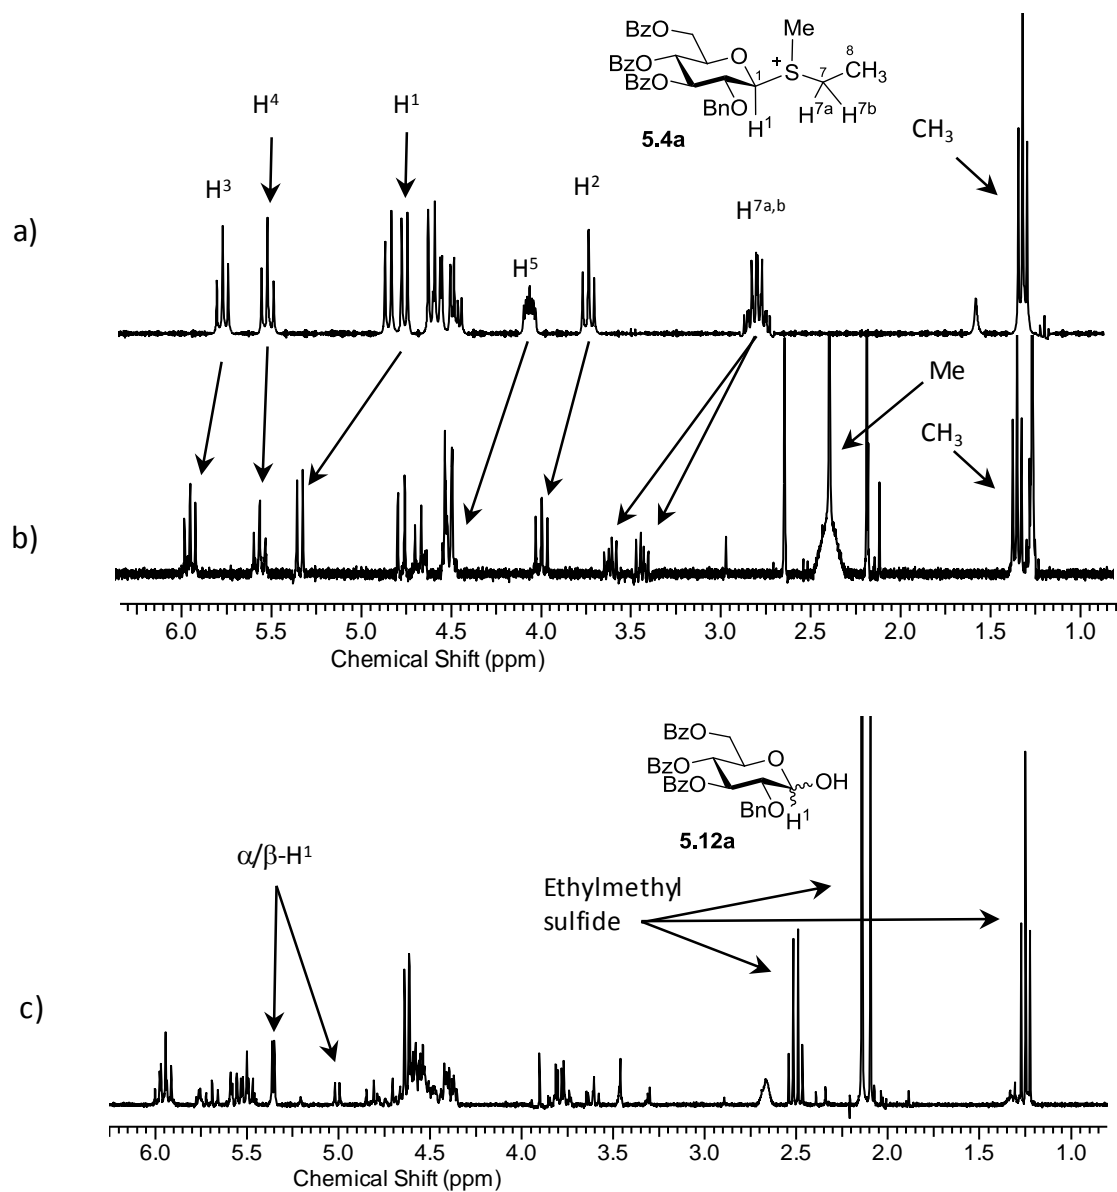 BzO
Me
O
8
BzO
+
1
S
7
CH3
BzO
BnO
H7a
H7b
H1
5.4a
H4
H1
CH3
H3
H2
H7a,b
a)
H5
Me
CH3
b)
6.0 5.5 5.0 4.5 4.0 3.5 3.0 2.5 2.0 1.5 1.0
Chemical Shift (ppm)
BzO
O
BzO
OH
BzO
BnO
H1
5.12a
α/β-H1
Ethylmethyl
sulfide
c)
6.0 5.5 5.0 4.5 4.0 3.5 3.0 2.5 2.0 1.5 1.0
Chemical Shift (ppm)